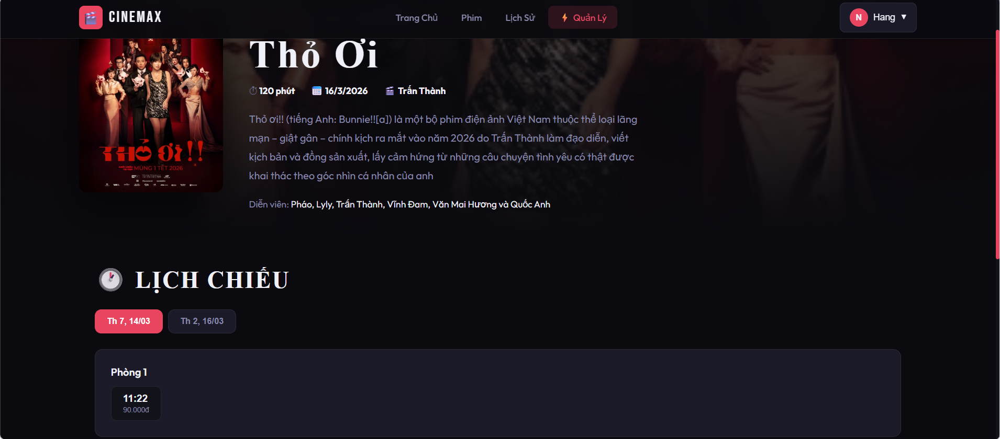 CINEMAX
Trang Chủ
Phim
Lịch Sử
Quản Lý
N
Hang ▼
Thỏ Ơi
120 phút
16/3/2026
Trấn Thành
Thỏ ơi!! (tiếng Anh: Bunnie!![a]) là một bộ phim điện ảnh Việt Nam thuộc thể loại lãng
mạn – giật gân – chính kịch ra mắt vào năm 2026 do Trấn Thành làm đạo diễn, viết
kịch bản và đồng sản xuất, lấy cảm hứng từ những câu chuyện tình yêu có thật được
khai thác theo góc nhìn cá nhân của anh
Diễn viên: Pháo, Lyly, Trấn Thành, Vĩnh Đam, Văn Mai Hương và Quốc Anh
THỎ ƠI!!
MÙNG 1 TẾT 2026
TRẤN THÀNH
LỊCH CHIẾU
Th 7, 14/03
Th 2, 16/03
Phòng 1
11:22
90.000đ